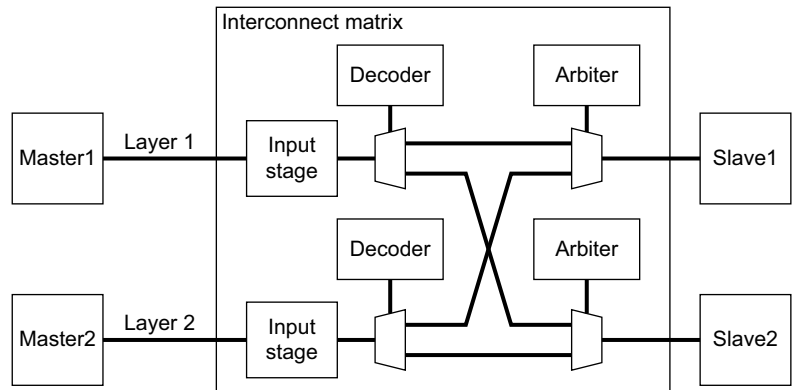 Interconnect matrix
Decoder
Arbiter
Master1
Layer 1
Input
stage
Slave1
Decoder
Arbiter
Master2
Layer 2
Input
stage
Slave2